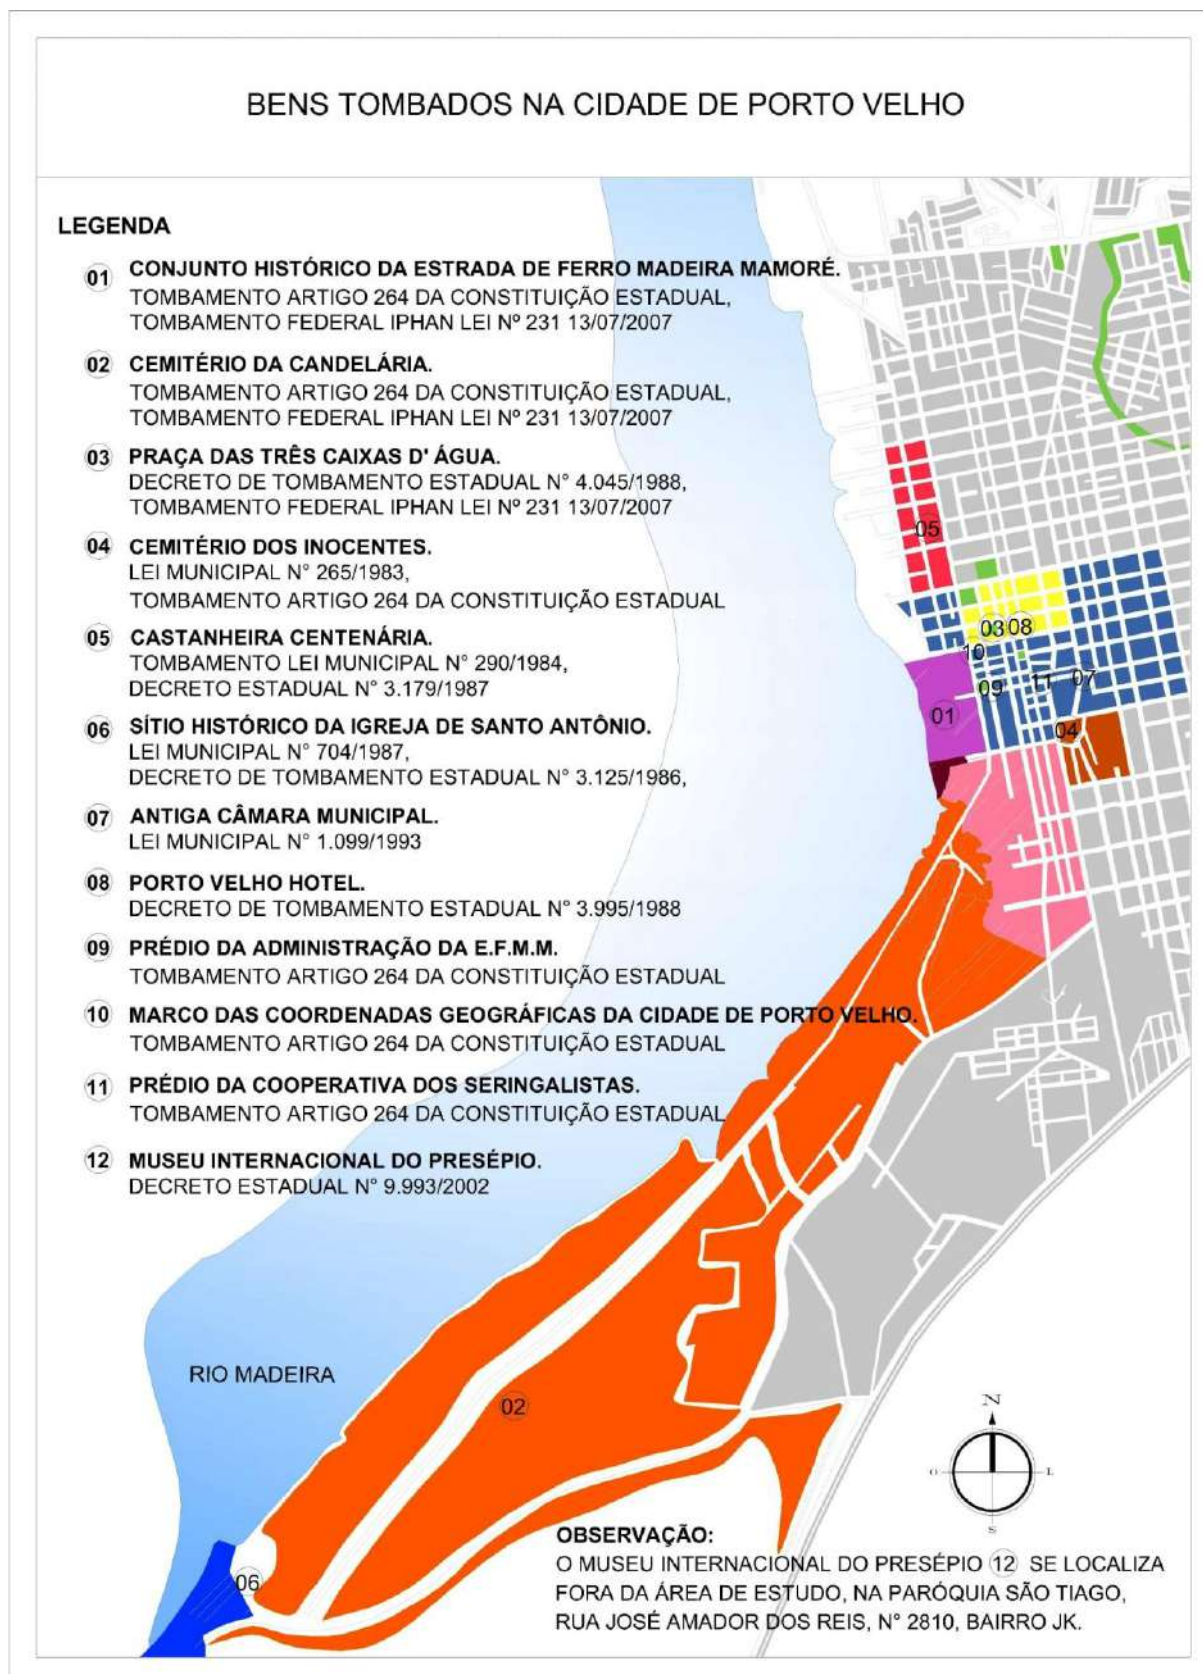 BENS TOMBADOS NA CIDADE DE PORTO VELHO
LEGENDA
01 CONJUNTO HISTÓRICO DA ESTRADA DE FERRO MADEIRA MAMORÉ.
TOMBAMENTO ARTIGO 264 DA CONSTITUIÇÃO ESTADUAL,
TOMBAMENTO FEDERAL IPHAN LEI Nº 231 13/07/2007
02 CEMITÉRIO DA CANDELÁRIA.
TOMBAMENTO ARTIGO 264 DA CONSTITUIÇÃO ESTADUAL,
TOMBAMENTO FEDERAL IPHAN LEI Nº 231 13/07/2007
03 PRAÇA DAS TRÊS CAIXAS D' ÁGUA.
DECRETO DE TOMBAMENTO ESTADUAL N° 4.045/1988,
TOMBAMENTO FEDERAL IPHAN LEI Nº 231 13/07/2007
04 CEMITÉRIO DOS INOCENTES.
LEI MUNICIPAL N° 265/1983,
TOMBAMENTO ARTIGO 264 DA CONSTITUIÇÃO ESTADUAL
05 CASTANHEIRA CENTENÁRIA.
TOMBAMENTO LEI MUNICIPAL N° 290/1984,
DECRETO ESTADUAL N° 3.179/1987
06 SÍTIO HISTÓRICO DA IGREJA DE SANTO ANTÔNIO.
LEI MUNICIPAL N° 704/1987,
DECRETO DE TOMBAMENTO ESTADUAL N° 3.125/1986,
07 ANTIGA CÂMARA MUNICIPAL.
LEI MUNICIPAL N° 1.099/1993
08 PORTO VELHO HOTEL.
DECRETO DE TOMBAMENTO ESTADUAL N° 3.995/1988
09 PRÉDIO DA ADMINISTRAÇÃO DA E.F.M.M.
TOMBAMENTO ARTIGO 264 DA CONSTITUIÇÃO ESTADUAL
10 MARCO DAS COORDENADAS GEOGRÁFICAS DA CIDADE DE PORTO VELHO.
TOMBAMENTO ARTIGO 264 DA CONSTITUIÇÃO ESTADUAL
11 PRÉDIO DA COOPERATIVA DOS SERINGALISTAS.
TOMBAMENTO ARTIGO 264 DA CONSTITUIÇÃO ESTADUAL
12 MUSEU INTERNACIONAL DO PRESÉPIO.
DECRETO ESTADUAL N° 9.993/2002
05
03 08
10
09 11 07
01
04
RIO MADEIRA
02
06
N
O L
S
OBSERVAÇÃO:
O MUSEU INTERNACIONAL DO PRESÉPIO 12 SE LOCALIZA
FORA DA ÁREA DE ESTUDO, NA PARÓQUIA SÃO TIAGO,
RUA JOSÉ AMADOR DOS REIS, N° 2810, BAIRRO JK.